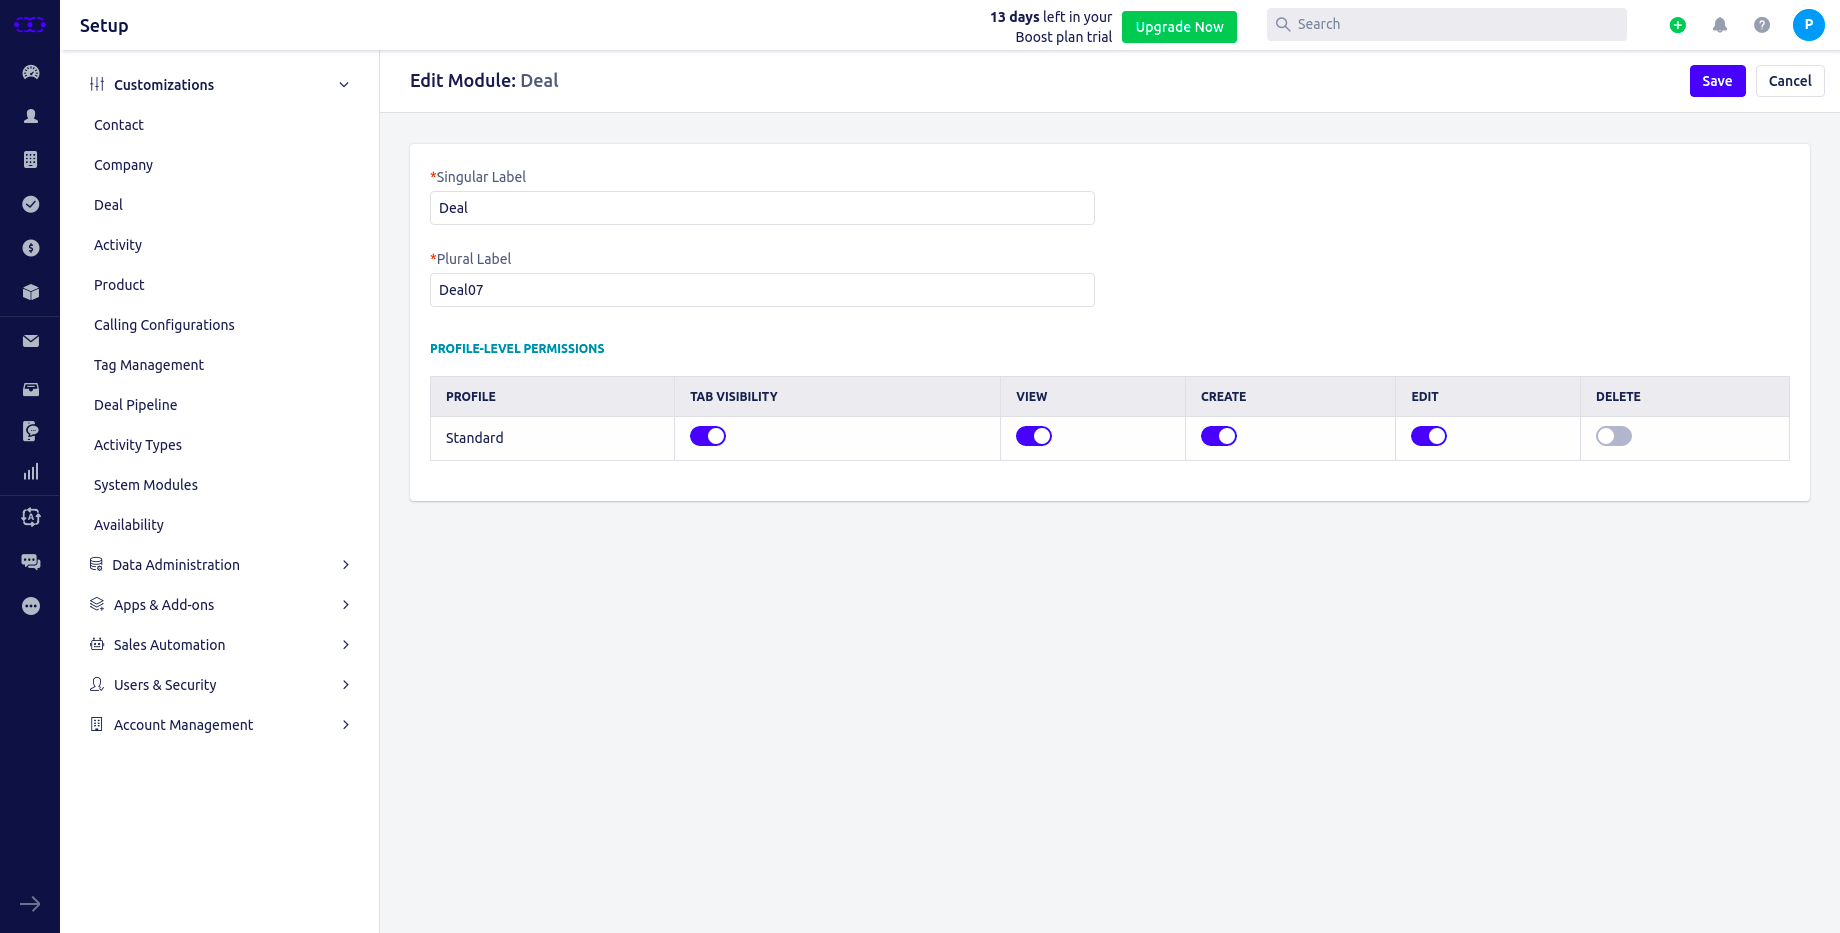 Setup
13 days left in your
Boost plan trial
Upgrade Now
Search
P
Customizations
Contact
Company
Deal
Activity
Product
Calling Configurations
Tag Management
Deal Pipeline
Activity Types
System Modules
Availability
Data Administration
Apps & Add-ons
Sales Automation
Users & Security
Account Management
Edit Module: Deal
Save
Cancel
*Singular Label
Deal
*Plural Label
Deal07
PROFILE-LEVEL PERMISSIONS
PROFILE TAB VISIBILITY VIEW CREATE EDIT DELETE
Standard